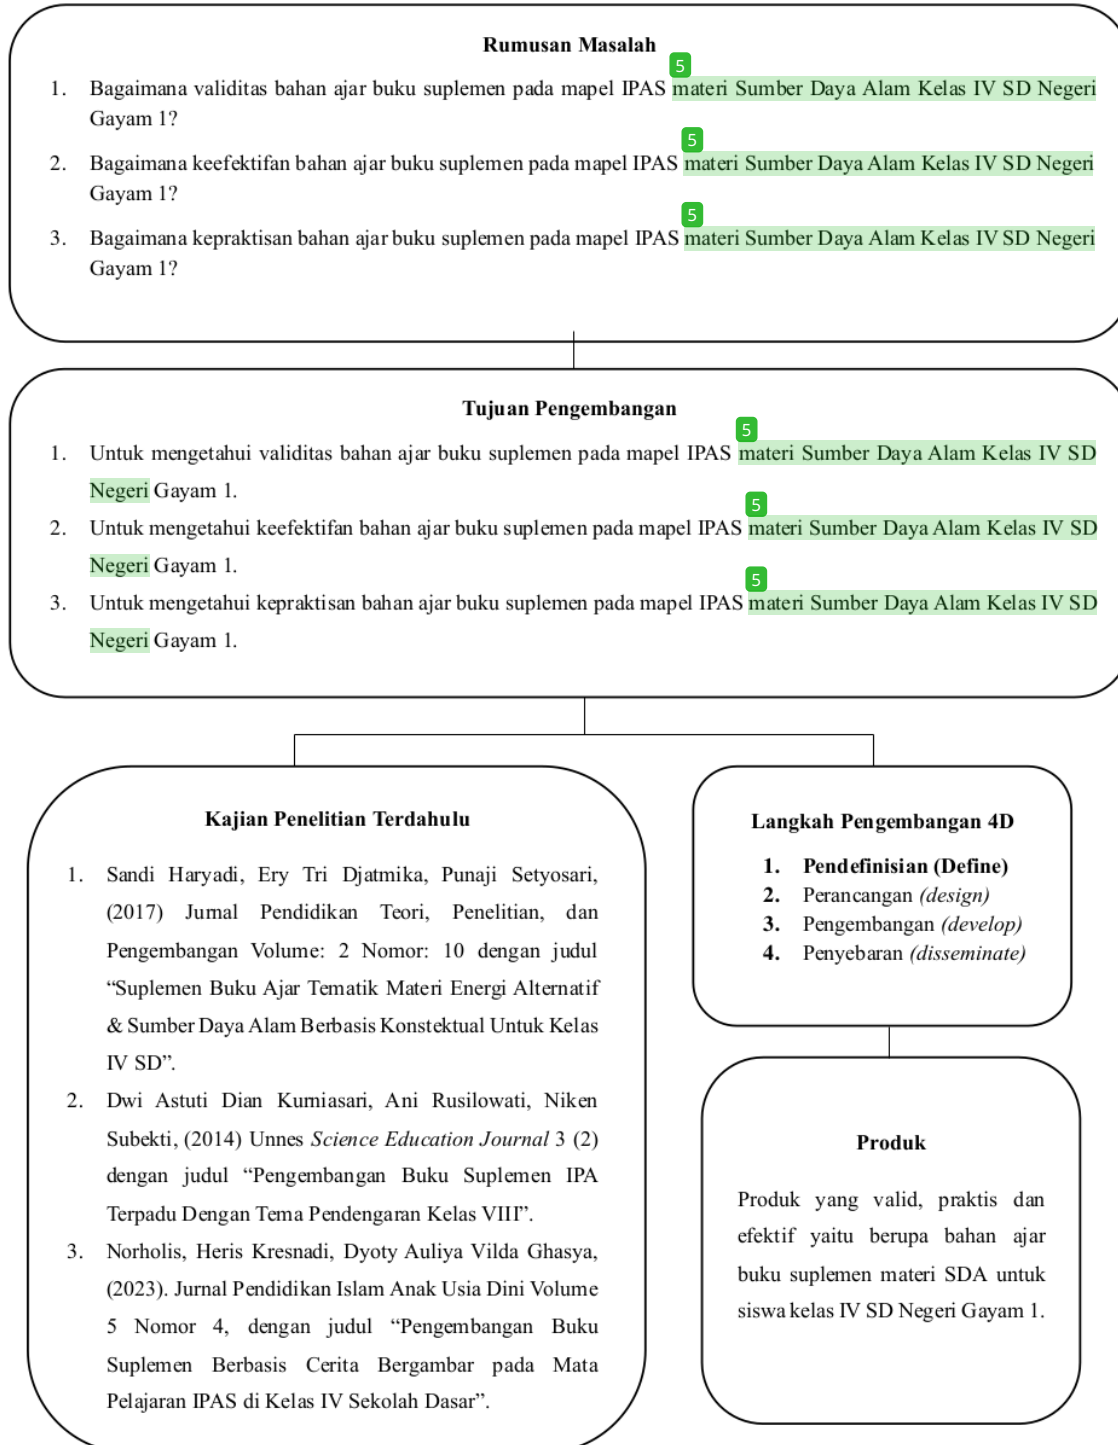 Rumusan Masalah
5
1. Bagaimana validitas bahan ajar buku suplemen pada mapel IPAS materi Sumber Daya Alam Kelas IV SD Negeri
Gayam 1?
5
2. Bagaimana keefektifan bahan ajar buku suplemen pada mapel IPAS materi Sumber Daya Alam Kelas IV SD Negeri
Gayam 1?
5
3. Bagaimana kepraktisan bahan ajar buku suplemen pada mapel IPAS materi Sumber Daya Alam Kelas IV SD Negeri
Gayam 1?
Tujuan Pengembangan
5
1. Untuk mengetahui validitas bahan ajar buku suplemen pada mapel IPAS materi Sumber Daya Alam Kelas IV SD
Negeri Gayam 1.
5
2. Untuk mengetahui keefektifan bahan ajar buku suplemen pada mapel IPAS materi Sumber Daya Alam Kelas IV SD
Negeri Gayam 1.
5
3. Untuk mengetahui kepraktisan bahan ajar buku suplemen pada mapel IPAS materi Sumber Daya Alam Kelas IV SD
Negeri Gayam 1.
Kajian Penelitian Terdahulu
1. Sandi Haryadi, Ery Tri Djatmika, Punaji Setyosari,
(2017) Jurnal Pendidikan Teori, Penelitian, dan
Pengembangan Volume: 2 Nomor: 10 dengan judul
“Suplemen Buku Ajar Tematik Materi Energi Alternatif
& Sumber Daya Alam Berbasis Konstektual Untuk Kelas
IV SD”.
2. Dwi Astuti Dian Kurniasari, Ani Rusilowati, Niken
Subekti, (2014) Unnes Science Education Journal 3 (2)
dengan judul “Pengembangan Buku Suplemen IPA
Terpadu Dengan Tema Pendengaran Kelas VIII”.
3. Norholis, Heris Kresnadi, Dyoty Auliya Vilda Ghasya,
(2023). Jurnal Pendidikan Islam Anak Usia Dini Volume
5 Nomor 4, dengan judul “Pengembangan Buku
Suplemen Berbasis Cerita Bergambar pada Mata
Pelajaran IPAS di Kelas IV Sekolah Dasar”.
Langkah Pengembangan 4D
1. Pendefinisian (Define)
2. Perancangan (design)
3. Pengembangan (develop)
4. Penyebaran (disseminate)
Produk
Produk yang valid, praktis dan
efektif yaitu berupa bahan ajar
buku suplemen materi SDA untuk
siswa kelas IV SD Negeri Gayam 1.